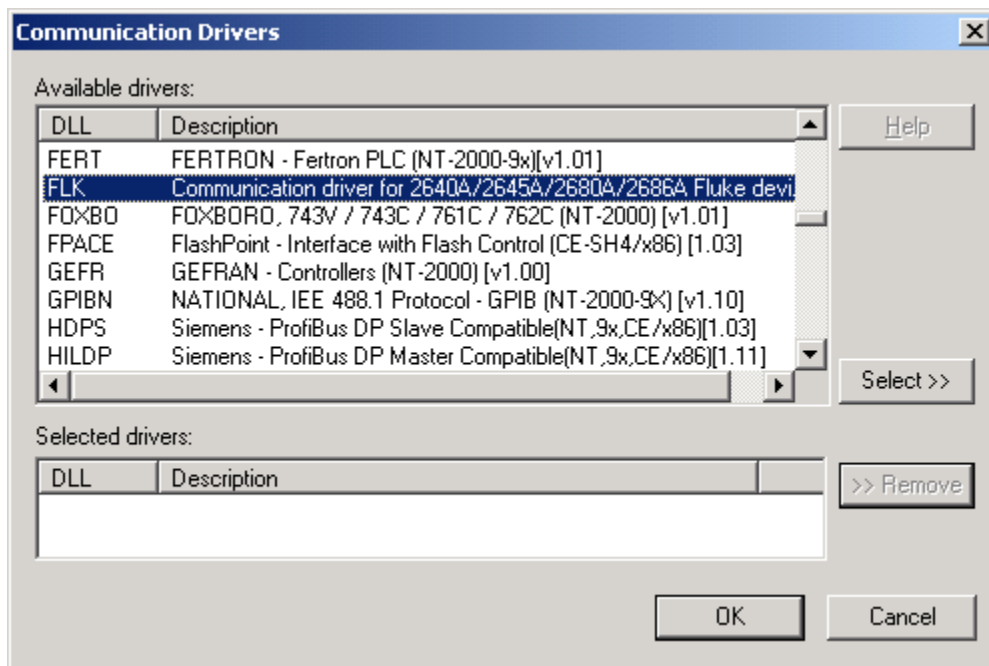 Communication Drivers
Available drivers:
DLL Description
FERT FERTRON - Fertron PLC (NT-2000-9x)[v1.01]
FLK Communication driver for 2640A/2645A/2680A/2686A Fluke devi.
FOXBO FOXBORO, 743V / 743C / 761C / 762C (NT-2000) [v1.01]
FPACE FlashPoint - Interface with Flash Control (CE-SH4/x86) [1.03]
GEFR GEFRAN - Controllers (NT-2000) [v1.00]
GPIBN NATIONAL, IEE 488.1 Protocol - GPIB (NT-2000-9X) [v1.10]
HDPS Siemens - ProfiBus DP Slave Compatible(NT,9x,CE/x86)[1.03]
HILDP Siemens - ProfiBus DP Master Compatible(NT,9x,CE/x86)[1.11]
Help
Select >>
Selected drivers:
DLL Description
>> Remove
OK Cancel